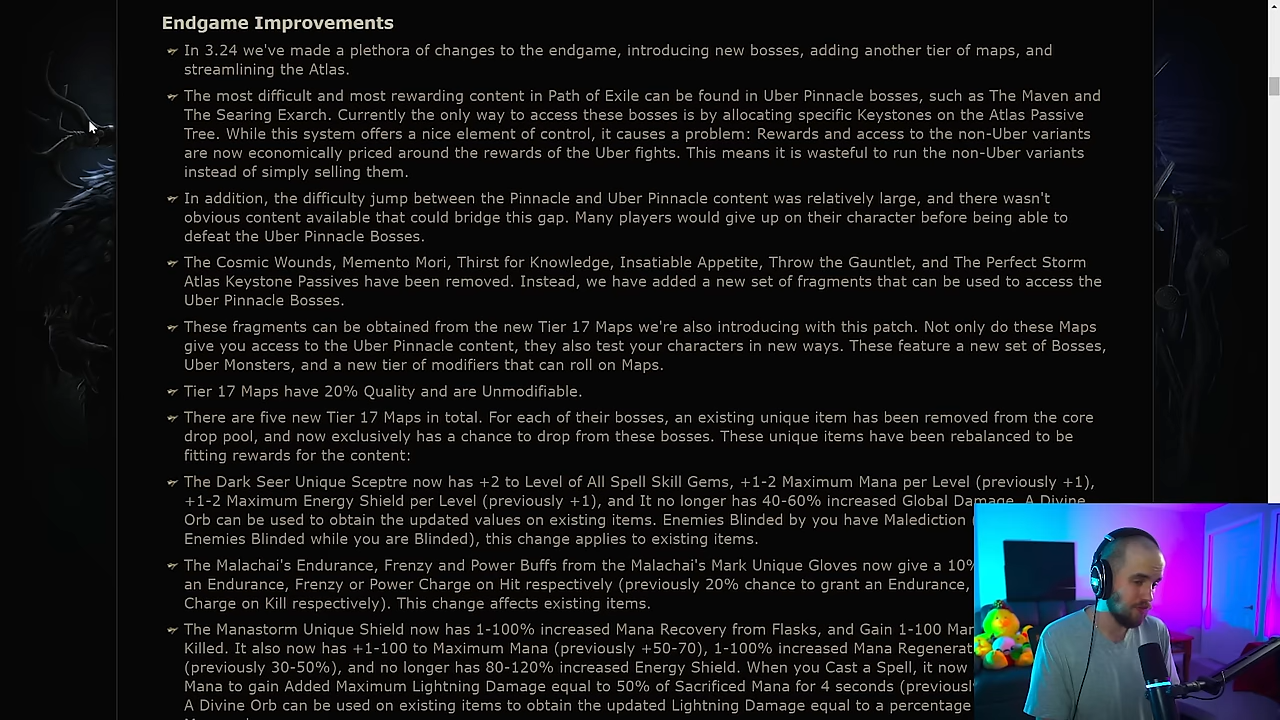 Endgame Improvements
In 3.24 we've made a plethora of changes to the endgame, introducing new bosses, adding another tier of maps, and
streamlining the Atlas.
The most difficult and most rewarding content in Path of Exile can be found in Uber Pinnacle bosses, such as The Maven and
The Searing Exarch. Currently the only way to access these bosses is by allocating specific Keystones on the Atlas Passive
Tree. While this system offers a nice element of control, it causes a problem: Rewards and access to the non-Uber variants
are now economically priced around the rewards of the Uber fights. This means it is wasteful to run the non-Uber variants
instead of simply selling them.
In addition, the difficulty jump between the Pinnacle and Uber Pinnacle content was relatively large, and there wasn't
obvious content available that could bridge this gap. Many players would give up on their character before being able to
defeat the Uber Pinnacle Bosses.
The Cosmic Wounds, Memento Mori, Thirst for Knowledge, Insatiable Appetite, Throw the Gauntlet, and The Perfect Storm
Atlas Keystone Passives have been removed. Instead, we have added a new set of fragments that can be used to access the
Uber Pinnacle Bosses.
These fragments can be obtained from the new Tier 17 Maps we're also introducing with this patch. Not only do these Maps
give you access to the Uber Pinnacle content, they also test your characters in new ways. These feature a new set of Bosses,
Uber Monsters, and a new tier of modifiers that can roll on Maps.
Tier 17 Maps have 20% Quality and are Unmodifiable.
There are five new Tier 17 Maps in total. For each of their bosses, an existing unique item has been removed from the core
drop pool, and now exclusively has a chance to drop from these bosses. These unique items have been rebalanced to be
fitting rewards for the content:
The Dark Seer Unique Sceptre now has +2 to Level of All Spell Skill Gems, +1-2 Maximum Mana per Level (previously +1),
+1-2 Maximum Energy Shield per Level (previously +1), and It no longer has 40-60% increased Global Damage. A Divine
Orb can be used to obtain the updated values on existing items. Enemies Blinded by you have Malediction (
Enemies Blinded while you are Blinded), this change applies to existing items.
The Malachai's Endurance, Frenzy and Power Buffs from the Malachai's Mark Unique Gloves now give a 10%
an Endurance, Frenzy or Power Charge on Hit respectively (previously 20% chance to grant an Endurance,
Charge on Kill respectively). This change affects existing items.
The Manastorm Unique Shield now has 1-100% increased Mana Recovery from Flasks, and Gain 1-100
Killed. It also now has +1-100 to Maximum Mana (previously +50-70), 1-100% increased Mana
(previously 30-50%), and no longer has 80-120% increased Energy Shield. When you Cast a Spell, it now
Mana to gain Added Maximum Lightning Damage equal to 50% of Sacrificed Mana for 4 seconds (previously
A Divine Orb can be used on existing items to obtain the updated Lightning Damage equal to a percentage